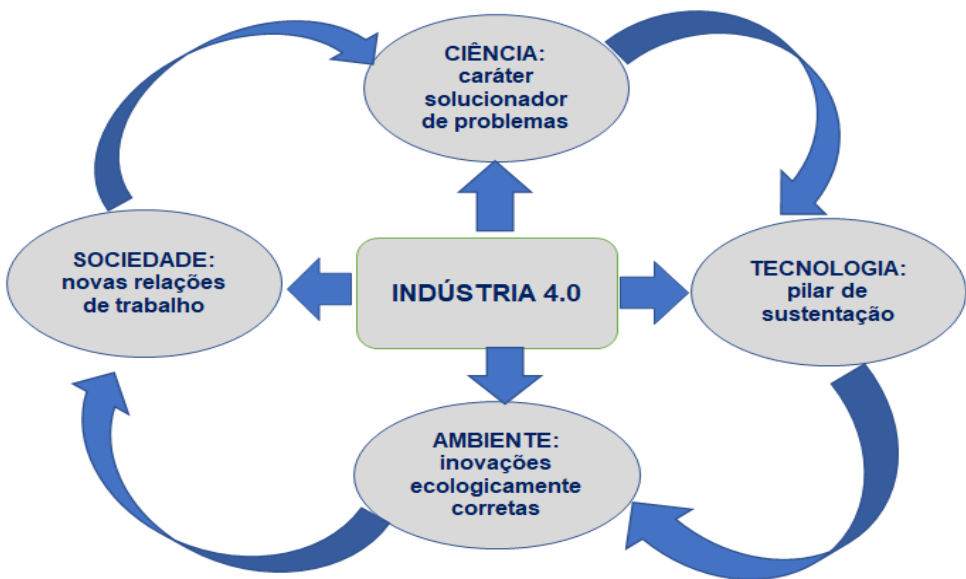 CIÊNCIA:
caráter
solucionador
de problemas
SOCIEDADE:
novas relações
de trabalho
INDÚSTRIA 4.0
TECNOLOGIA:
pilar de
sustentação
AMBIENTE:
inovações
ecologicamente
corretas